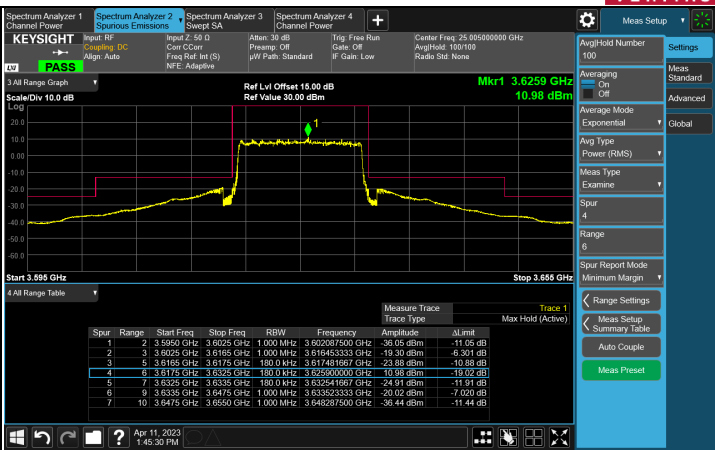 Spectrum Analyzer 1
Channel Power
Spectrum Analyzer 2
Spurious Emissions
Spectrum Analyzer 3
Swept SA
Spectrum Analyzer 4
Channel Power
+
Meas Setup
KEYSIGHT
Input: RF
Coupling: DC
Align: Auto
Input Z: 50 Ω
Corr CCorr
Freq Ref: Int (S)
NFE: Adaptive
Atten: 30 dB
Preamp: Off
µW Path: Standard
Trig: Free Run
Gate: Off
IF Gain: Low
Center Freq: 25.005000000 GHz
Avg|Hold: 100/100
Radio Std: None
LXI
PASS
3 All Range Graph
Scale/Div 10.0 dB
Ref Lvl Offset 15.00 dB
Ref Value 30.00 dBm
Mkr1 3.6259 GHz
10.98 dBm
Log
20.0
10.0
0.00
-10.0
-20.0
-30.0
-40.0
-50.0
-60.0
1
Start 3.595 GHz
Stop 3.655 GHz
4 All Range Table
Measure Trace Trace 1
Trace Type Max Hold (Active)
Spur Range Start Freq Stop Freq RBW Frequency Amplitude ΔLimit
1 2 3.5950 GHz 3.6025 GHz 1.000 MHz 3.602087500 GHz -36.05 dBm -11.05 dB
2 3 3.6025 GHz 3.6165 GHz 1.000 MHz 3.616453333 GHz -19.30 dBm -6.301 dB
3 5 3.6165 GHz 3.6175 GHz 180.0 kHz 3.617481667 GHz -23.88 dBm -10.88 dB
4 6 3.6175 GHz 3.6325 GHz 180.0 kHz 3.625900000 GHz 10.98 dBm -19.02 dB
5 7 3.6325 GHz 3.6335 GHz 180.0 kHz 3.632541667 GHz -24.91 dBm -11.91 dB
6 9 3.6335 GHz 3.6475 GHz 1.000 MHz 3.633523333 GHz -20.02 dBm -7.020 dB
7 10 3.6475 GHz 3.6550 GHz 1.000 MHz 3.648287500 GHz -36.44 dBm -11.44 dB
Avg|Hold Number
100
Averaging
On
Off
Average Mode
Exponential
Avg Type
Power (RMS)
Meas Type
Examine
Spur
4
Range
6
Spur Report Mode
Minimum Margin
Range Settings
Meas Setup
Summary Table
Auto Couple
Meas Preset
Settings
Meas
Standard
Advanced
Global
?
Apr 11, 2023
1:45:30 PM